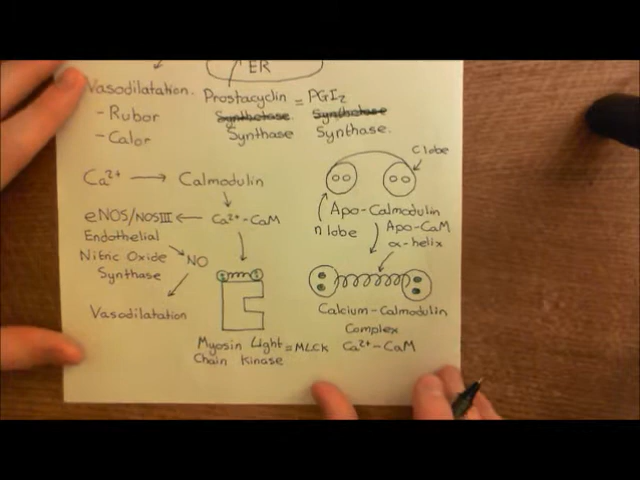 ER
Vasodilatation.
- Rubor
- Calor
Prostacyclin = PGI2
Synthetase Synthetase
Synthase Synthase.
Ca2+ → Calmodulin
eNOS/NOSIII ← Ca2+-CaM
Endothelial
Nitric Oxide
Synthase
NO
Vasodilatation
Myosin Light = MLCK
Chain Kinase
C lobe
Apo-Calmodulin
n lobe
Apo-CaM
α-helix
Calcium-Calmodulin
Complex
Ca2+-CaM